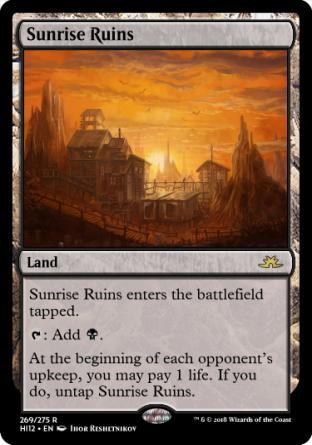 Sunrise Ruins
Land
Sunrise Ruins enters the battlefield
tapped.
: Add .
At the beginning of each opponent's
upkeep, you may pay 1 life. If you
do, untap Sunrise Ruins.
269/275 R
HI12 • EN Ihor Reshetnikov
™ & © 2018 Wizards of the Coast